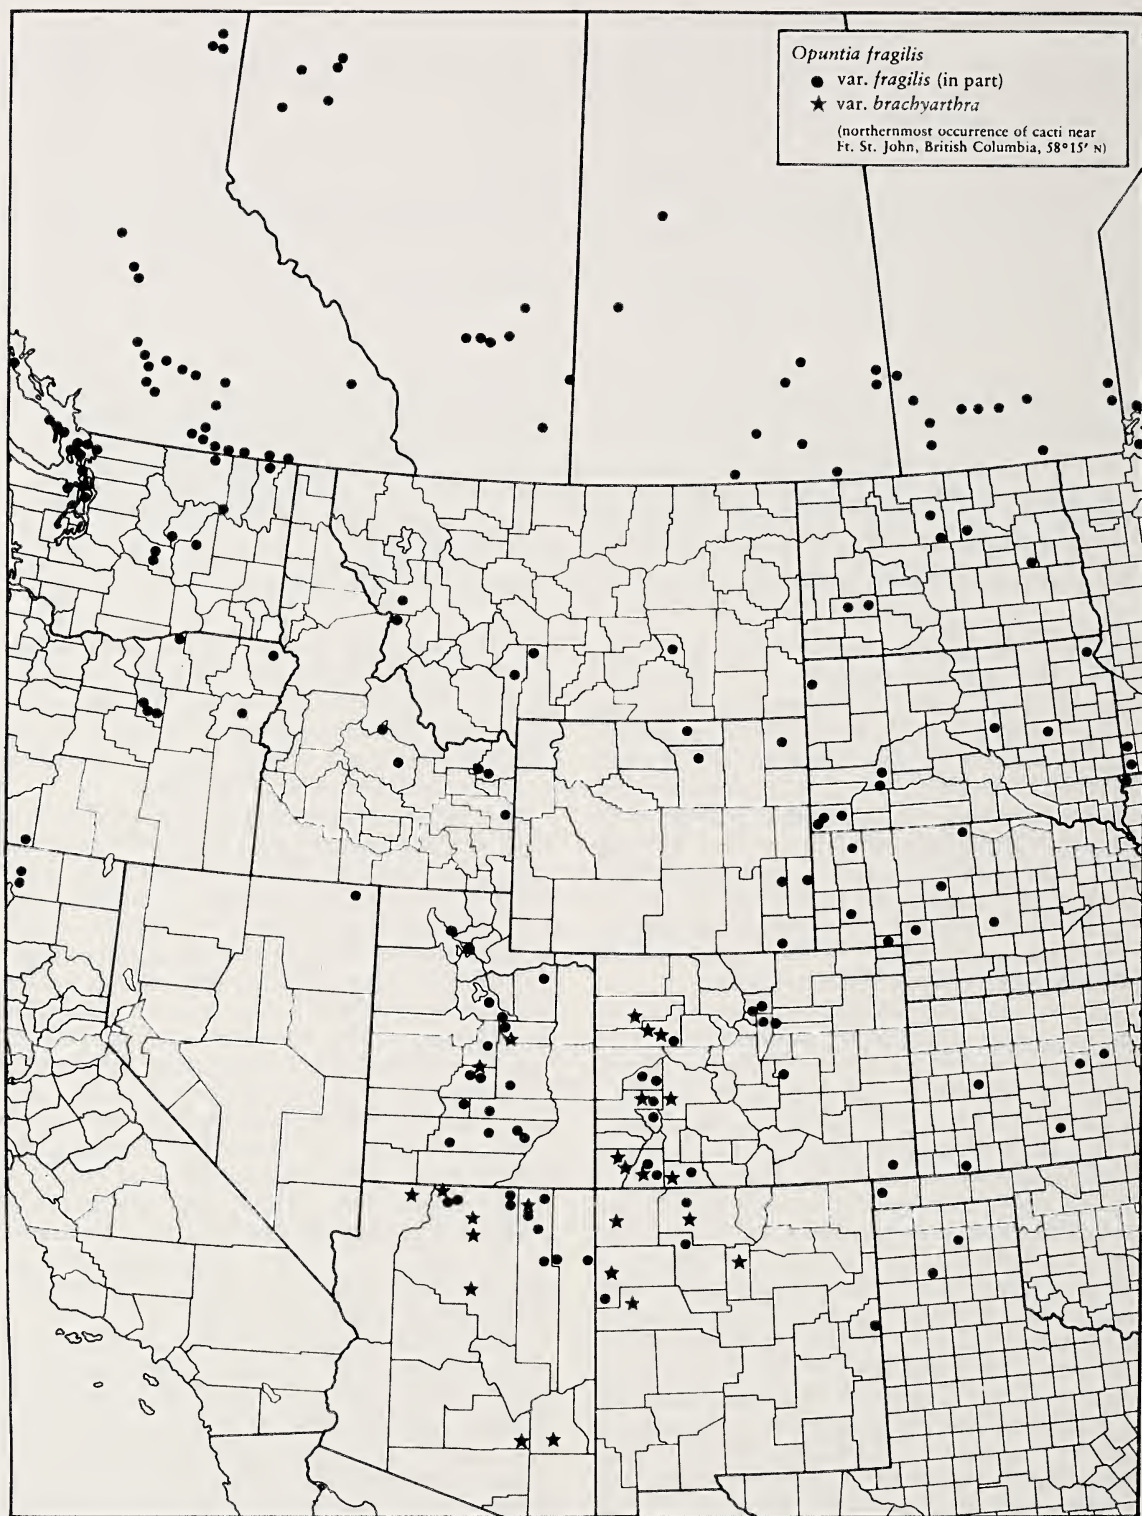 Opuntia fragilis
● var. fragilis (in part)
★ var. brachyarthra
(northernmost occurrence of cacti near
Ft. St. John, British Columbia, 58°15′ N)